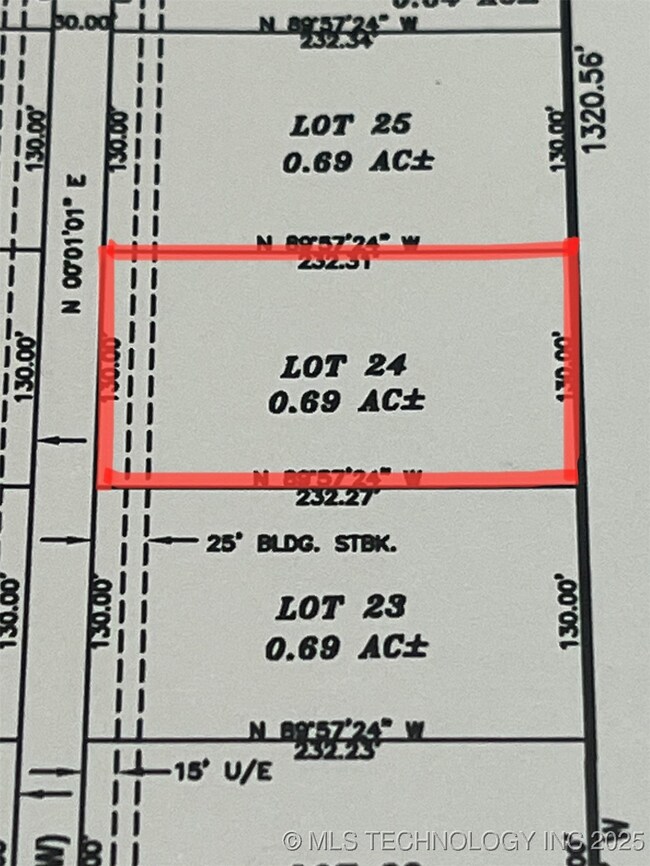 30.00'
N 89°57'24" W
232.34'
130.00'
130.00'
LOT 25
0.69 AC±
130.00'
1320.56'
N 00°01'01" E
N 89°57'24" W
232.31'
130.00'
130.00'
LOT 24
0.69 AC±
130.00'
N 89°57'24" W
232.27'
25' BLDG. STBK.
130.00'
130.00'
LOT 23
0.69 AC±
130.00'
N 89°57'24" W
232.23'
15' U/E
© MLS TECHNOLOGY INC 2025